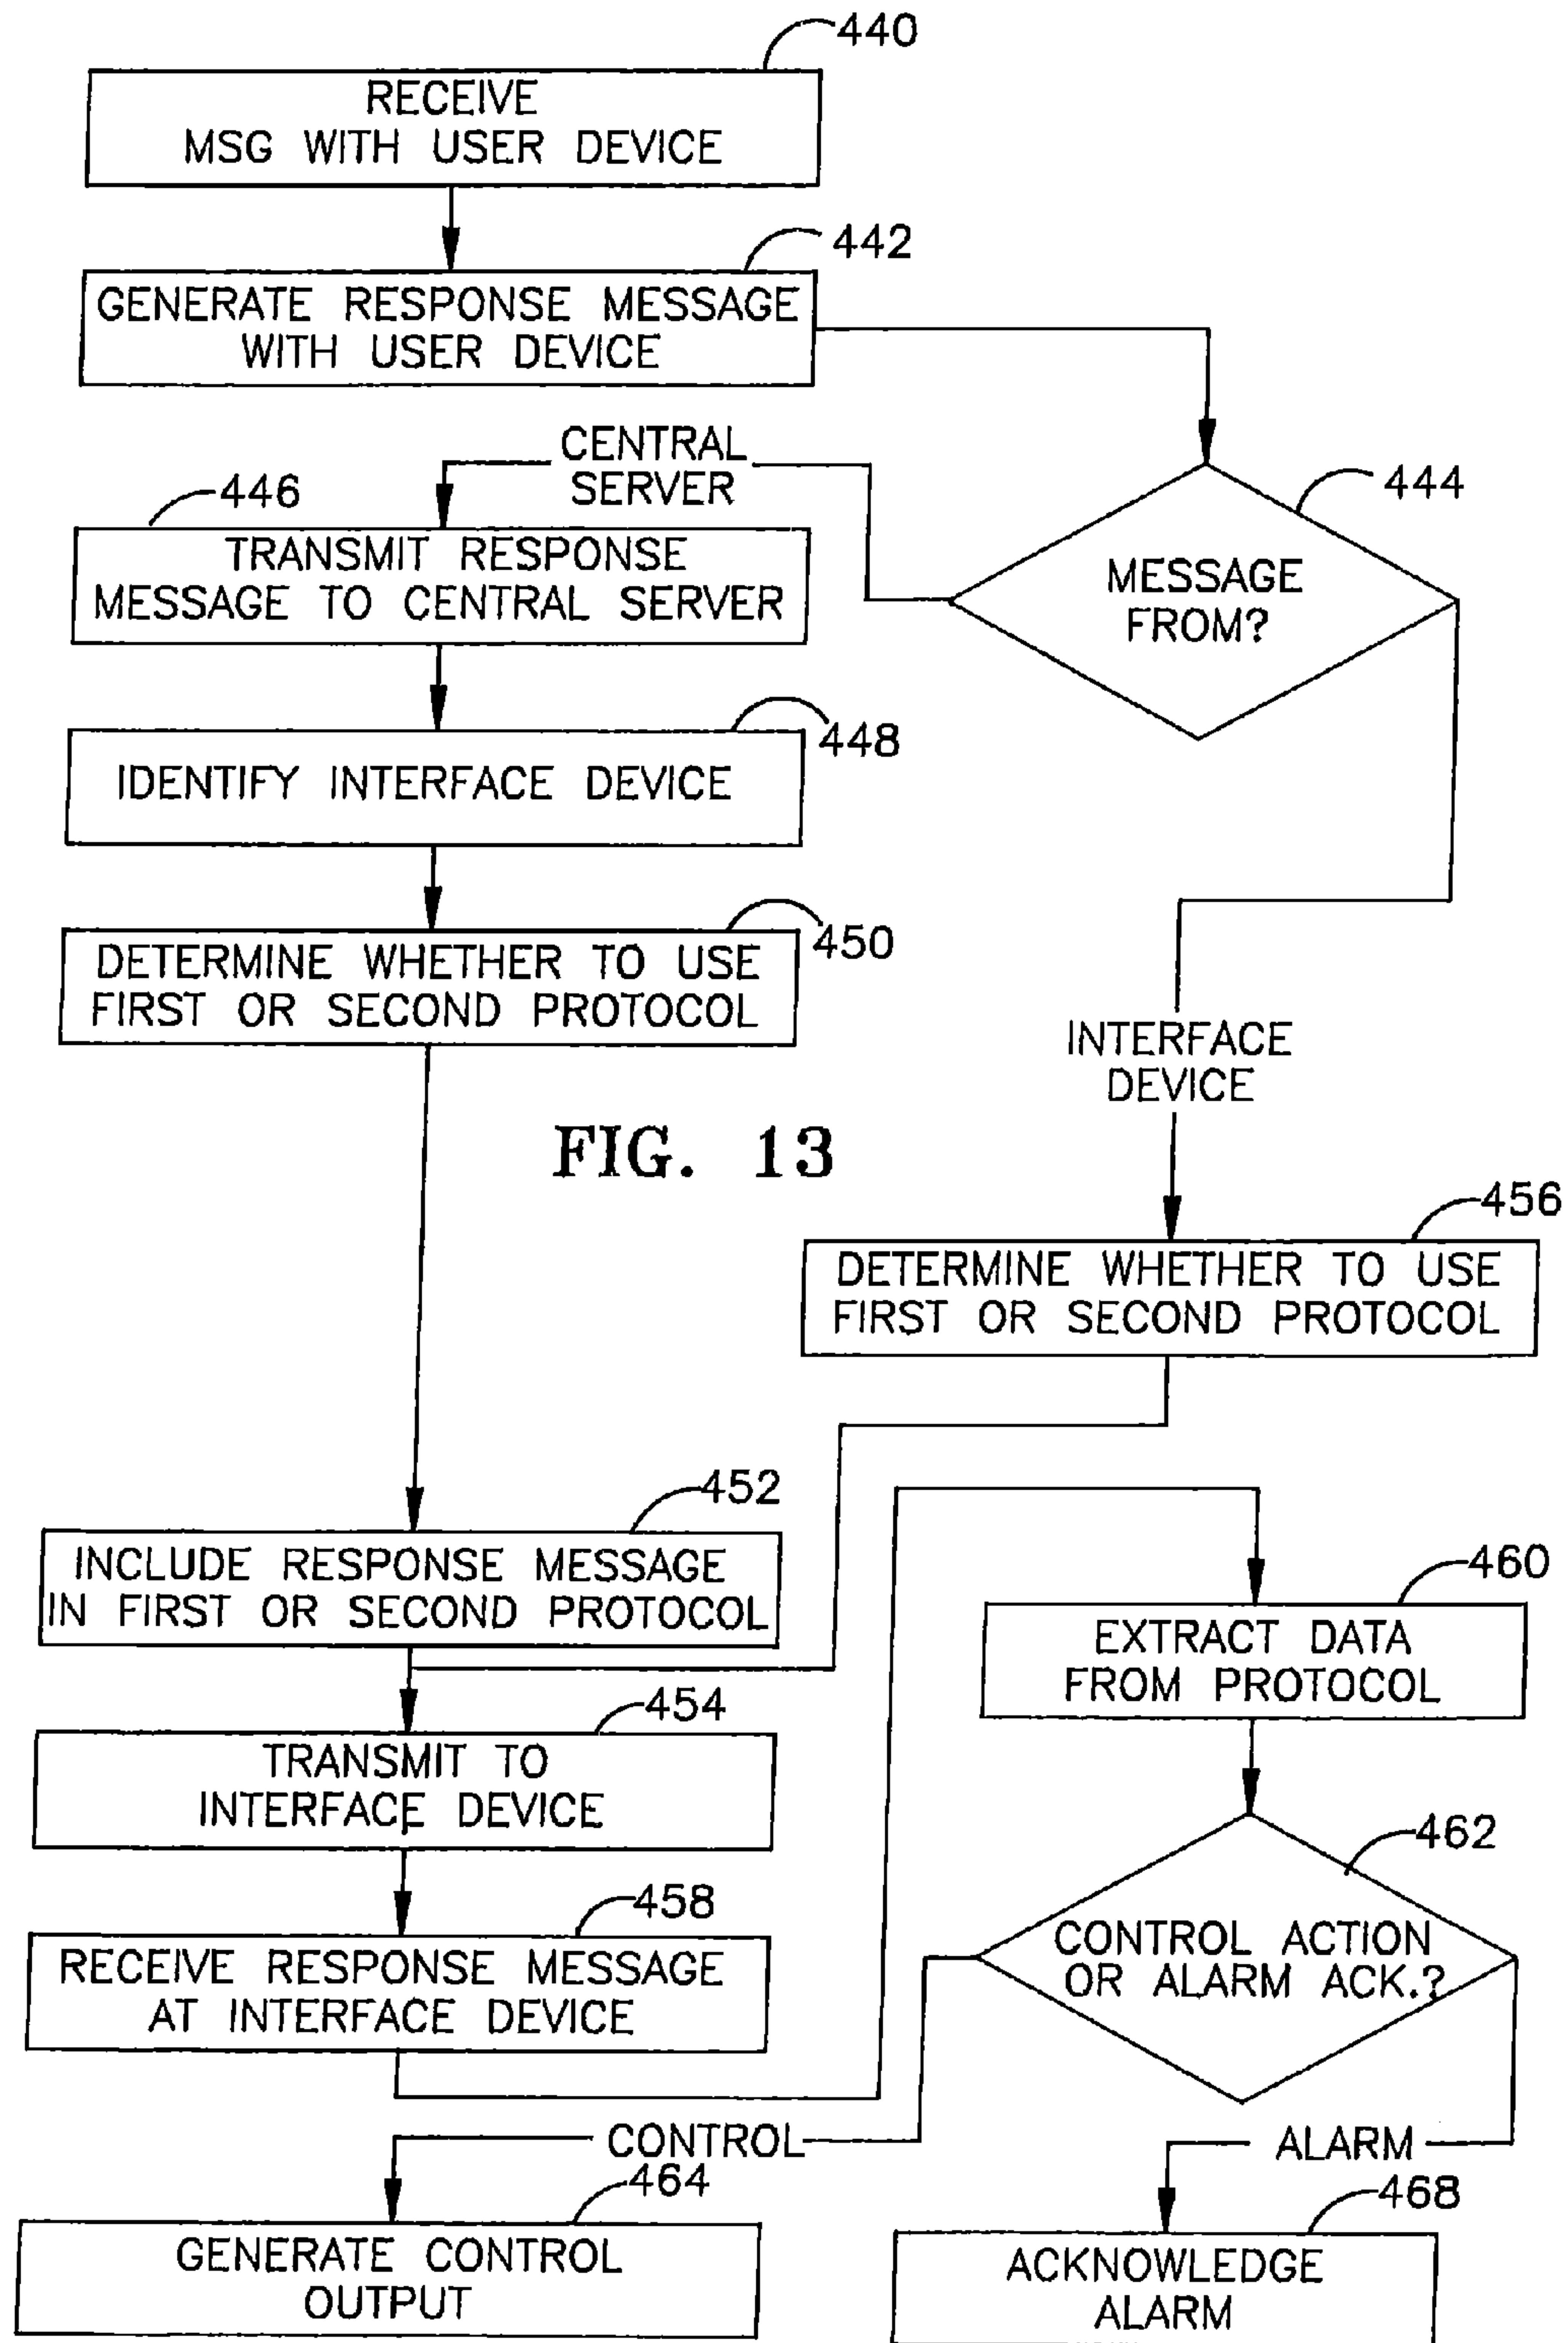 440
RECEIVE
MSG WITH USER DEVICE
442
GENERATE RESPONSE MESSAGE
WITH USER DEVICE
444
MESSAGE
FROM?
CENTRAL
SERVER
446
TRANSMIT RESPONSE
MESSAGE TO CENTRAL SERVER
448
IDENTIFY INTERFACE DEVICE
450
DETERMINE WHETHER TO USE
FIRST OR SECOND PROTOCOL
INTERFACE
DEVICE
FIG. 13
456
DETERMINE WHETHER TO USE
FIRST OR SECOND PROTOCOL
452
INCLUDE RESPONSE MESSAGE
IN FIRST OR SECOND PROTOCOL
454
TRANSMIT TO
INTERFACE DEVICE
458
RECEIVE RESPONSE MESSAGE
AT INTERFACE DEVICE
460
EXTRACT DATA
FROM PROTOCOL
462
CONTROL ACTION
OR ALARM ACK.?
CONTROL
464
GENERATE CONTROL
OUTPUT
ALARM
468
ACKNOWLEDGE
ALARM